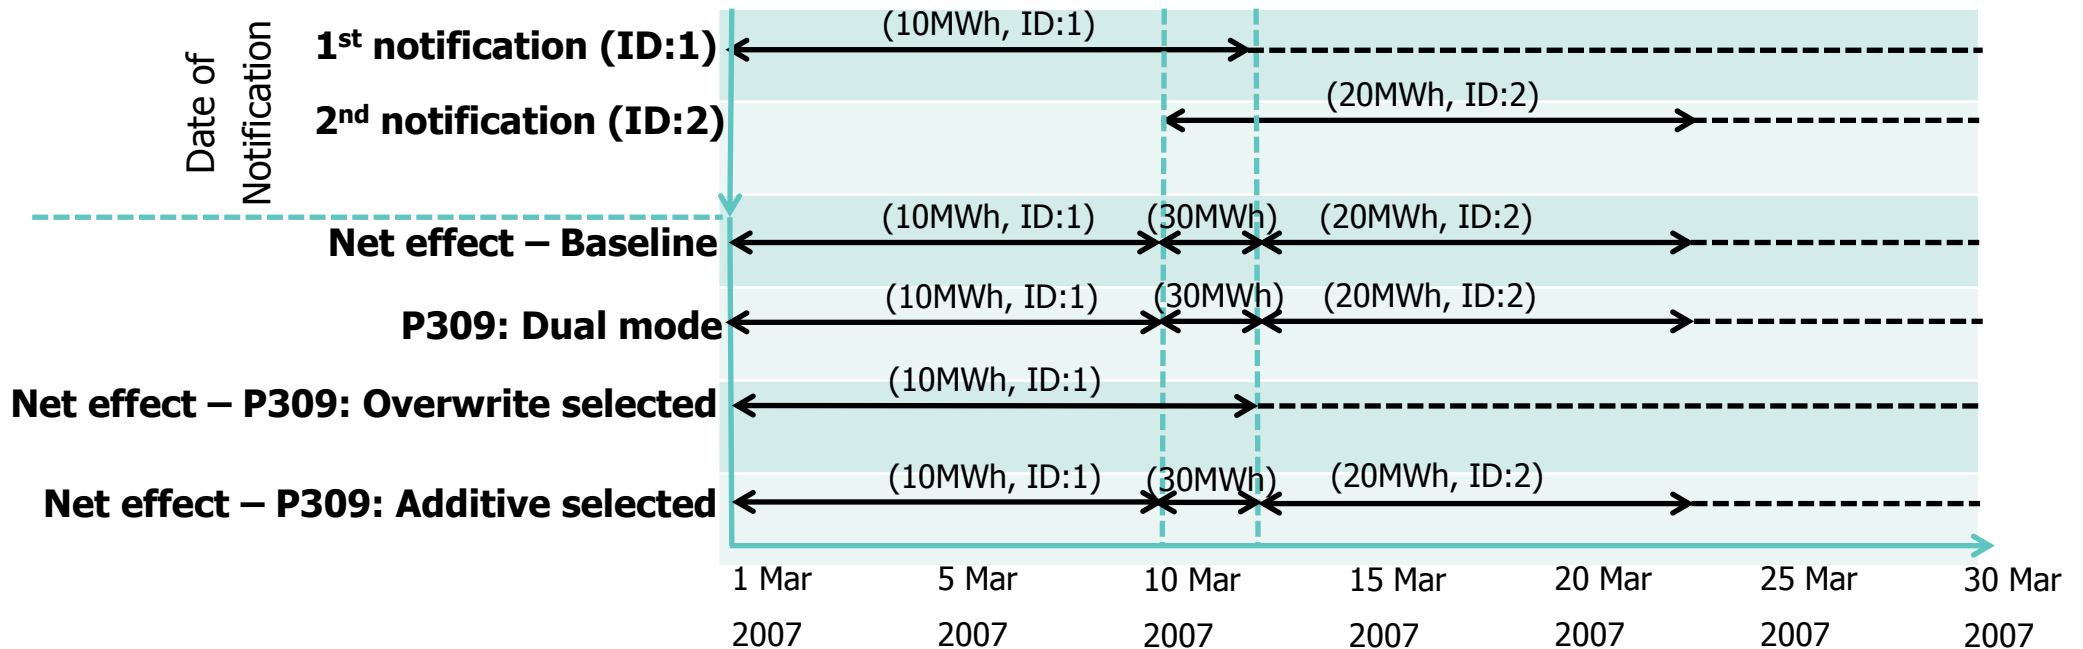 Date of
Notification
1st notification (ID:1)
(10MWh, ID:1)
2nd notification (ID:2)
(20MWh, ID:2)
Net effect – Baseline
(10MWh, ID:1)
(30MWh)
(20MWh, ID:2)
P309: Dual mode
(10MWh, ID:1)
(30MWh)
(20MWh, ID:2)
Net effect – P309: Overwrite selected
(10MWh, ID:1)
Net effect – P309: Additive selected
(10MWh, ID:1)
(30MWh)
(20MWh, ID:2)
1 Mar
2007
5 Mar
2007
10 Mar
2007
15 Mar
2007
20 Mar
2007
25 Mar
2007
30 Mar
2007